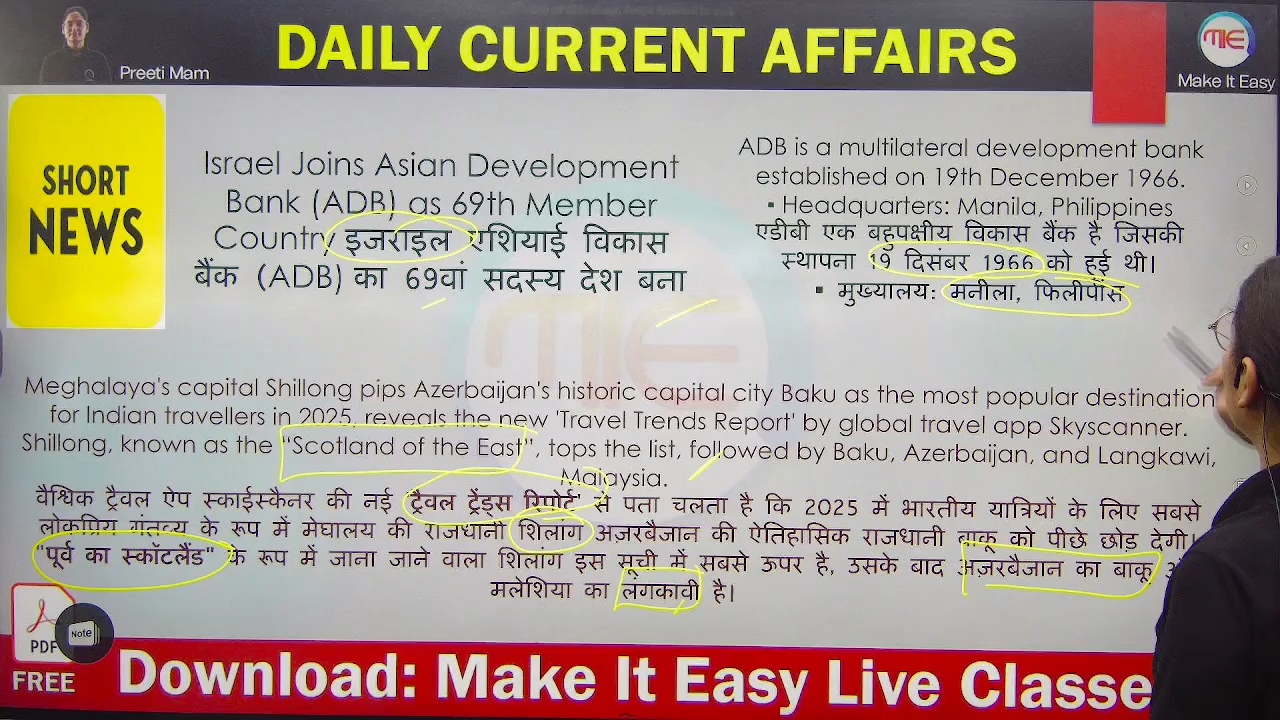 Preeti Mam
DAILY CURRENT AFFAIRS
Make It Easy
SHORT
NEWS
Israel Joins Asian Development
Bank (ADB) as 69th Member
Country इजराइल एशियाई विकास
बैंक (ADB) का 69वां सदस्य देश बना
ADB is a multilateral development bank
established on 19th December 1966.
▪ Headquarters: Manila, Philippines
एडीबी एक बहुपक्षीय विकास बैंक है जिसकी
स्थापना 19 दिसंबर 1966 को हुई थी।
▪ मुख्यालय: मनीला, फिलीपींस
Meghalaya's capital Shillong pips Azerbaijan's historic capital city Baku as the most popular destination
for Indian travellers in 2025, reveals the new 'Travel Trends Report' by global travel app Skyscanner.
Shillong, known as the "Scotland of the East", tops the list, followed by Baku, Azerbaijan, and Langkawi,
Malaysia.
वैश्विक ट्रैवल ऐप स्काईस्कैनर की नई 'ट्रैवल ट्रेंड्स रिपोर्ट' से पता चलता है कि 2025 में भारतीय यात्रियों के लिए सबसे
लोकप्रिय गंतव्य के रूप में मेघालय की राजधानी शिलांग अज़रबैजान की ऐतिहासिक राजधानी बाकू को पीछे छोड़ देगी।
"पूर्व का स्कॉटलैंड" के रूप में जाना जाने वाला शिलांग इस सूची में सबसे ऊपर है, उसके बाद अज़रबैजान का बाकू
मलेशिया का लंगकावी है।
PDF
Note
FREE
Download: Make It Easy Live Classe